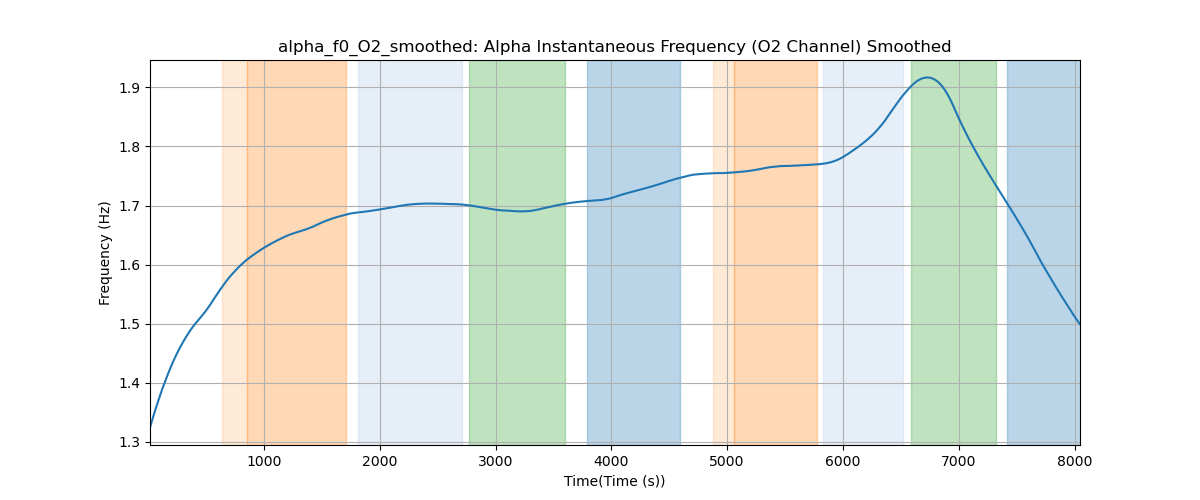 alpha_f0_O2_smoothed: Alpha Instantaneous Frequency (O2 Channel) Smoothed
Frequency (Hz)
1.9
1.8
1.7
1.6
1.5
1.4
1.3
1000 2000 3000 4000 5000 6000 7000 8000
Time(Time (s))